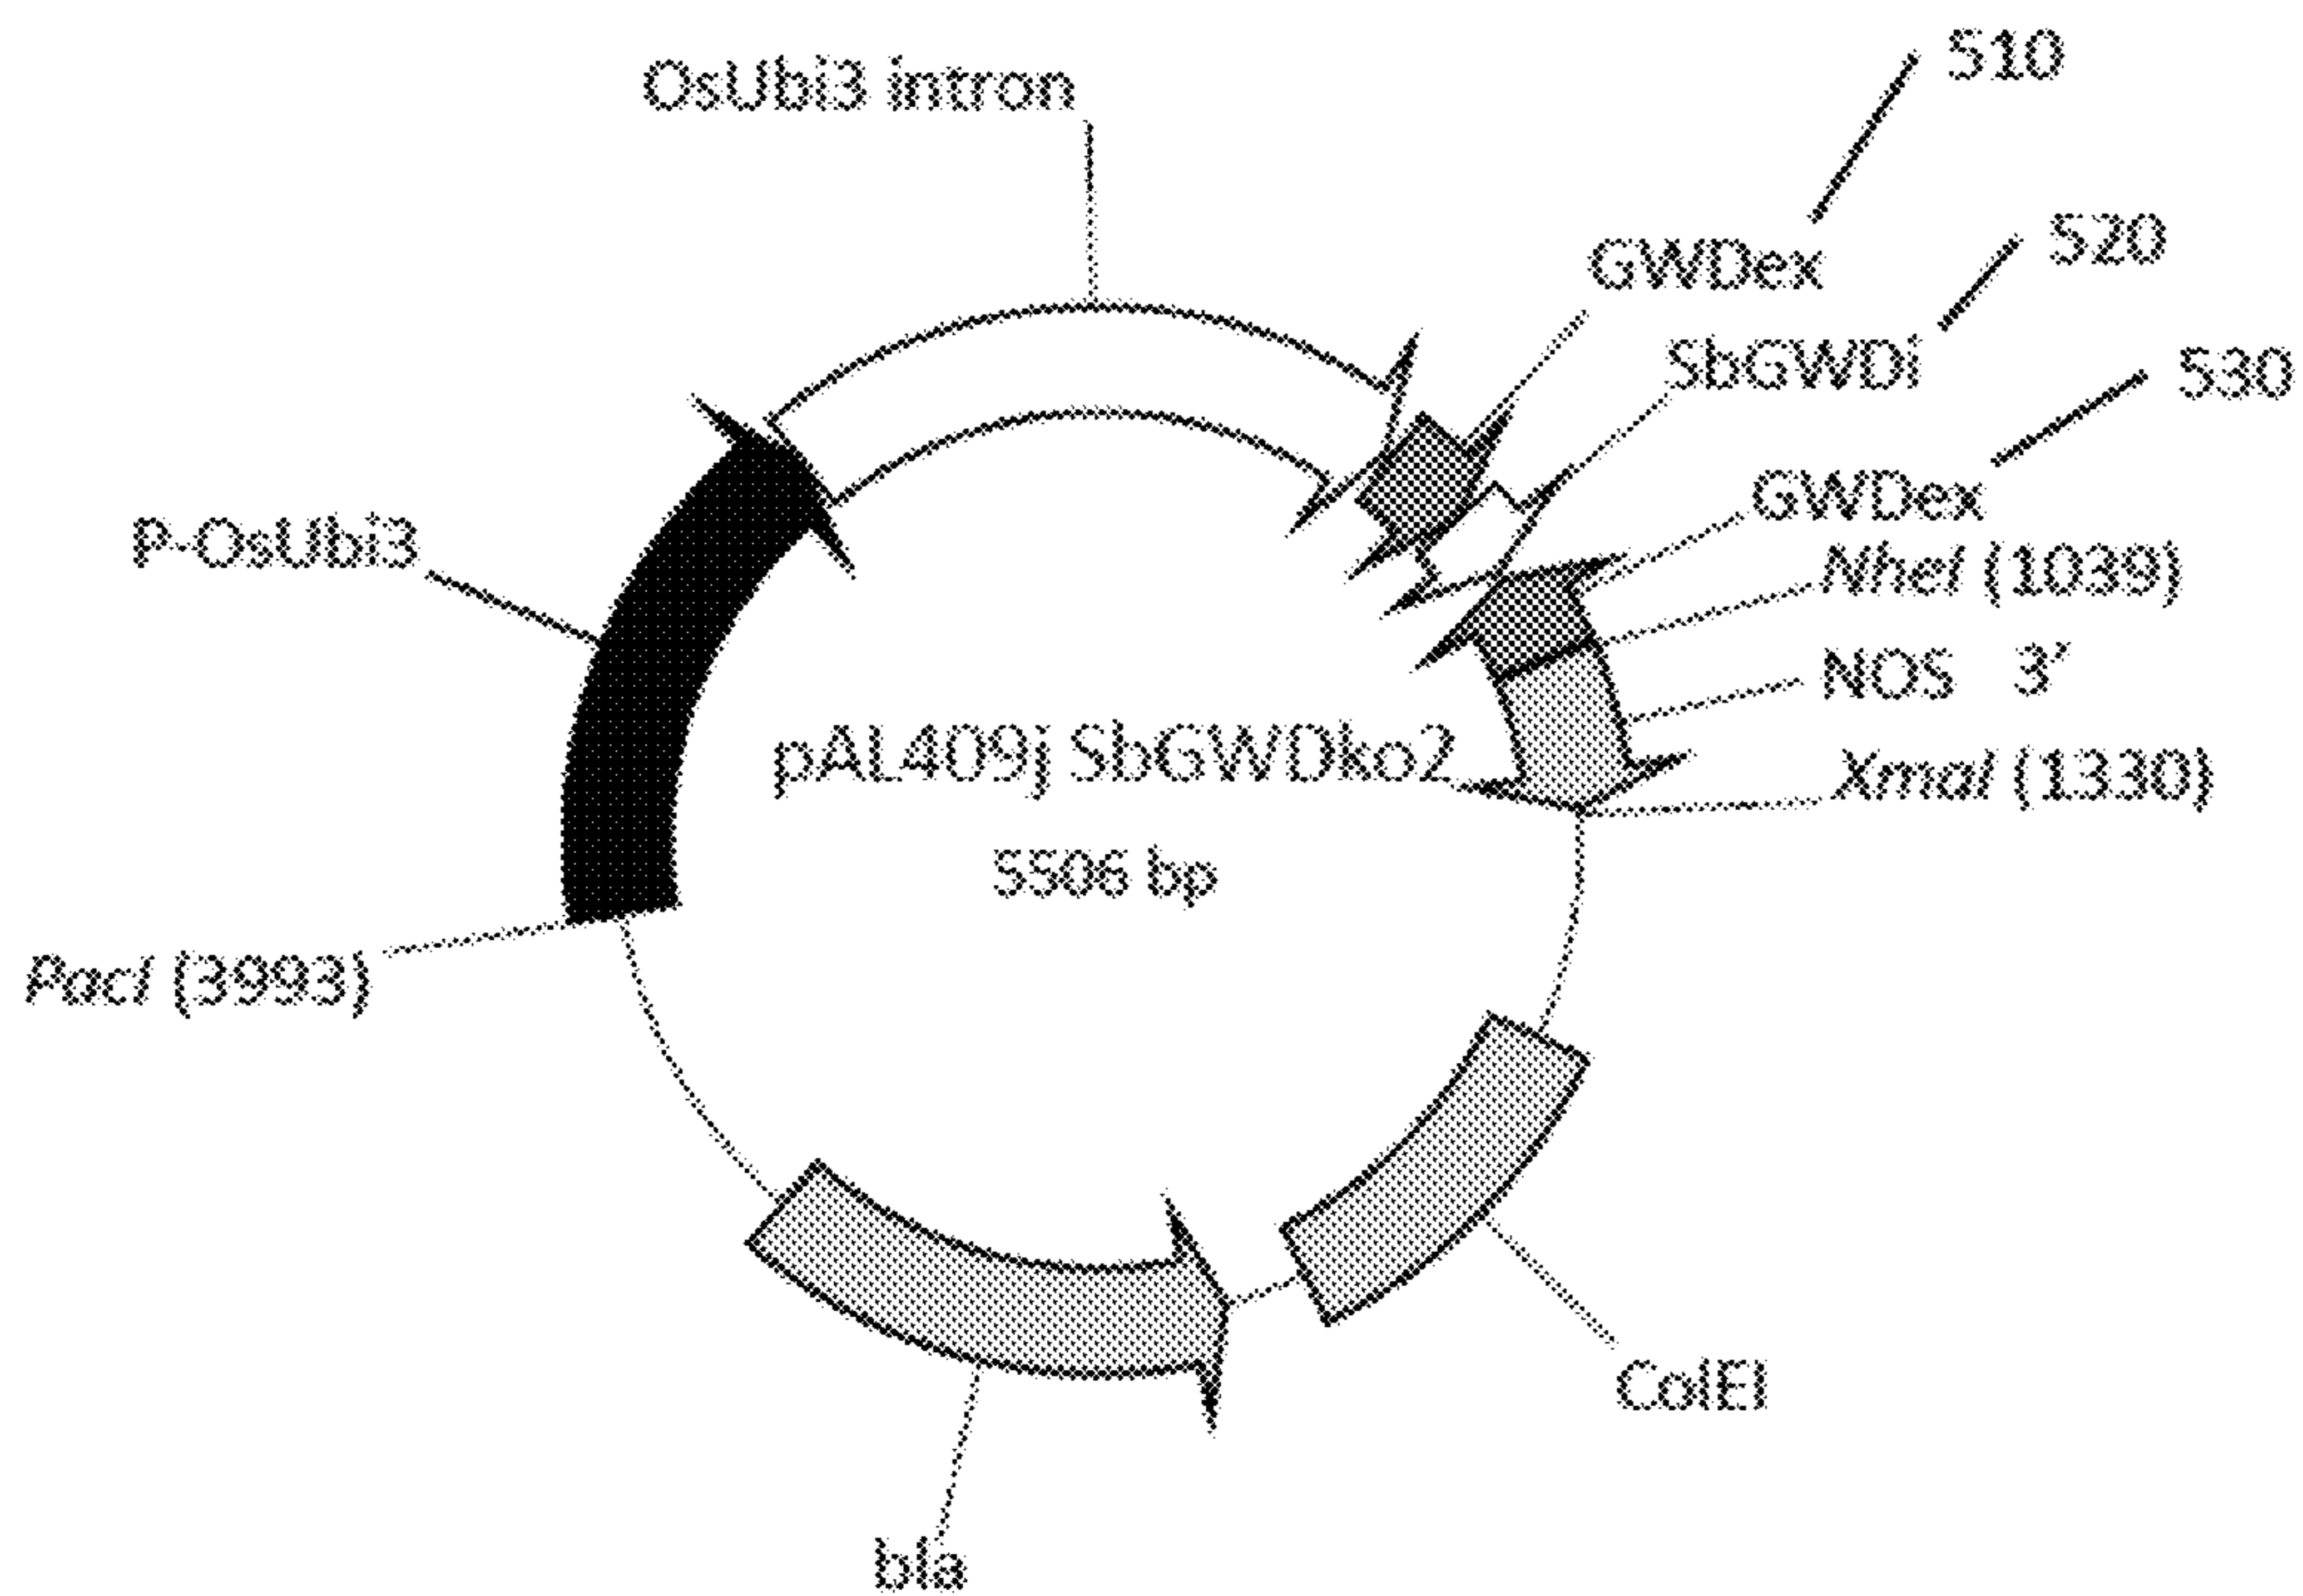 OsUbi3 intron
510
GWDex
520
SbGWDi
530
GWDex
P-OsUbi3
NheI (1039)
NOS 3'
pAL409j SbGWDko2
XmaI (1330)
5506 bp
PacI (3993)
ColEI
bla